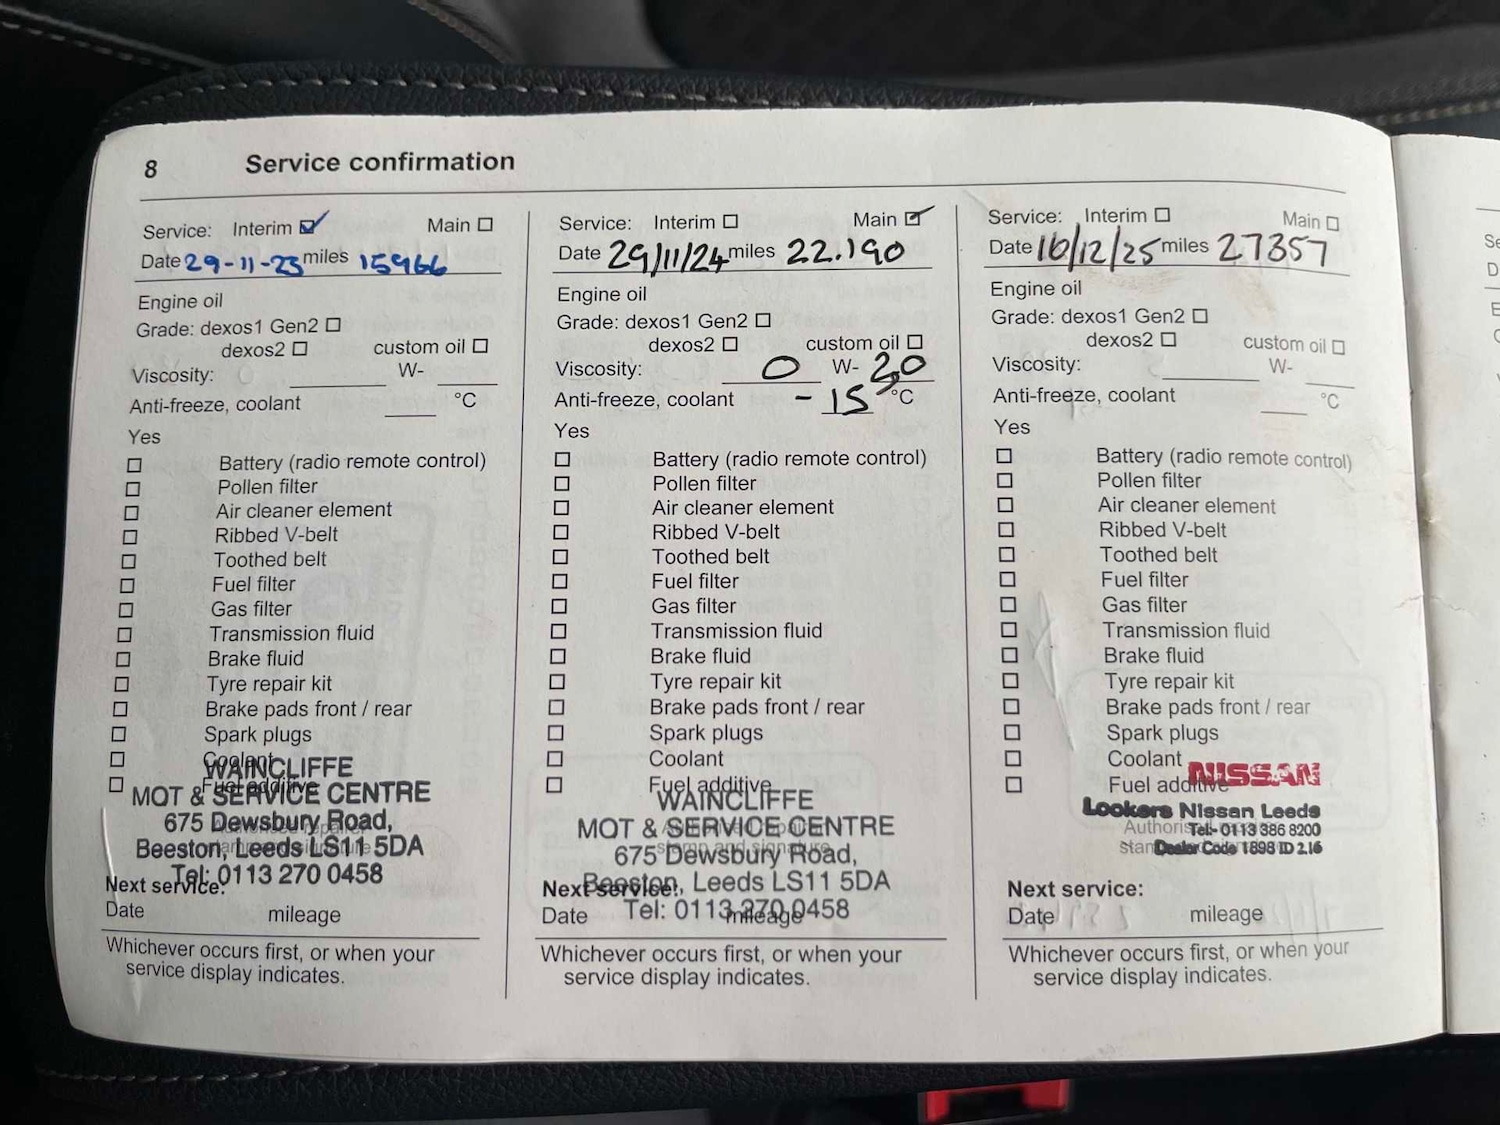 8 Service confirmation
Service: Interim Main
Date 29-11-23 miles 15966
Engine oil
Grade: dexos1 Gen2
dexos2 custom oil
Viscosity: W-
Anti-freeze, coolant °C
Yes
Battery (radio remote control)
Pollen filter
Air cleaner element
Ribbed V-belt
Toothed belt
Fuel filter
Gas filter
Transmission fluid
Brake fluid
Tyre repair kit
Brake pads front / rear
Spark plugs
Coolant
Fuel additive
WAINCLIFFE
MOT & SERVICE CENTRE
675 Dewsbury Road,
Beeston, Leeds LS11 5DA
Tel: 0113 270 0458
Next service:
Date mileage
Whichever occurs first, or when your
service display indicates.
Service: Interim Main
Date 29/11/24 miles 22.190
Engine oil
Grade: dexos1 Gen2
dexos2 custom oil
Viscosity: 0 W- 20
Anti-freeze, coolant -15 °C
Yes
Battery (radio remote control)
Pollen filter
Air cleaner element
Ribbed V-belt
Toothed belt
Fuel filter
Gas filter
Transmission fluid
Brake fluid
Tyre repair kit
Brake pads front / rear
Spark plugs
Coolant
Fuel additive
WAINCLIFFE
MOT & SERVICE CENTRE
stamp and signature
675 Dewsbury Road,
Beeston, Leeds LS11 5DA
Tel: 0113 270 0458
Next service:
Date mileage
Whichever occurs first, or when your
service display indicates.
Service: Interim Main
Date 10/12/25 miles 27357
Engine oil
Grade: dexos1 Gen2
dexos2 custom oil
Viscosity: W-
Anti-freeze, coolant °C
Yes
Battery (radio remote control)
Pollen filter
Air cleaner element
Ribbed V-belt
Toothed belt
Fuel filter
Gas filter
Transmission fluid
Brake fluid
Tyre repair kit
Brake pads front / rear
Spark plugs
Coolant
Fuel additive
NISSAN
Lookers Nissan Leeds
Tel:- 0113 386 8200
Dealer Code 1898 ID 2.16
Next service:
Date mileage
Whichever occurs first, or when your
service display indicates.